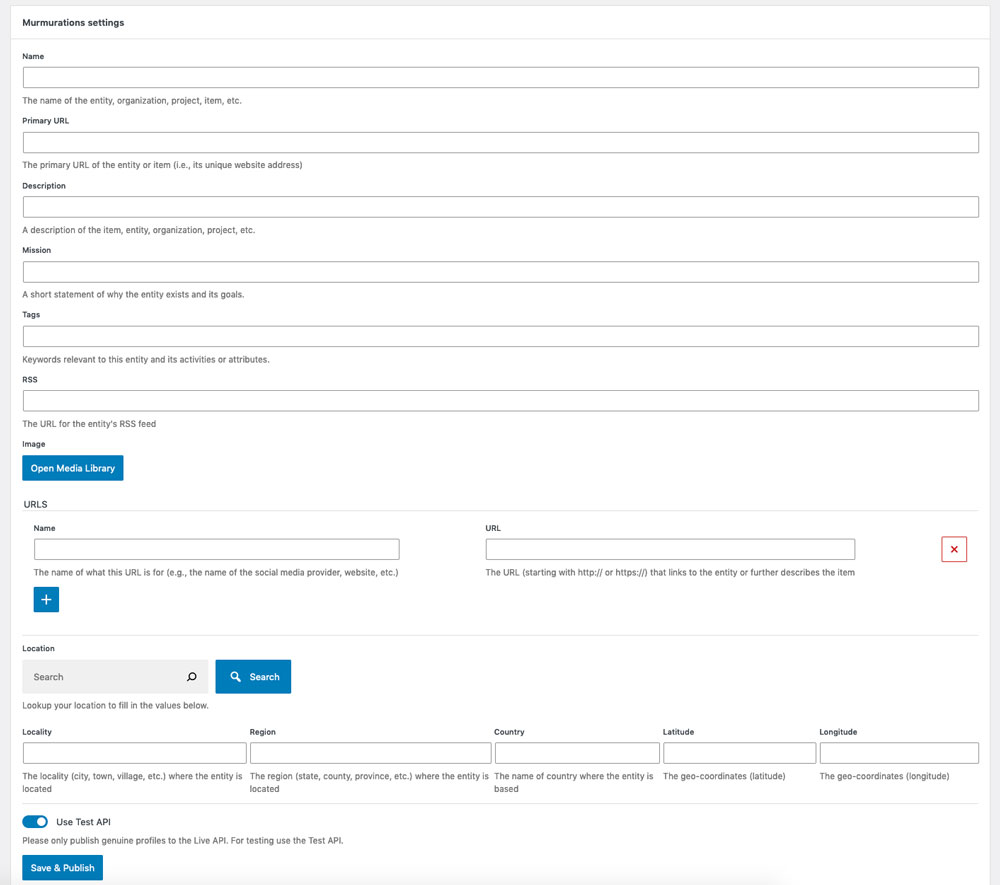 Murmurations settings
Name
The name of the entity, organization, project, item, etc.
Primary URL
The primary URL of the entity or item (i.e., its unique website address)
Description
A description of the item, entity, organization, project, etc.
Mission
A short statement of why the entity exists and its goals.
Tags
Keywords relevant to this entity and its activities or attributes.
RSS
The URL for the entity's RSS feed
Image
Open Media Library
URLS
Name URL
The name of what this URL is for (e.g., the name of the social media provider, website, etc.) The URL (starting with http:// or https://) that links to the entity or further describes the item
Location
Search Search
Lookup your location to fill in the values below.
Locality Region Country Latitude Longitude
The locality (city, town, village, etc.) where the entity is The region (state, county, province, etc.) where the entity is The name of country where the entity is The geo-coordinates (latitude) The geo-coordinates (longitude)
located located based
Use Test API
Please only publish genuine profiles to the Live API. For testing use the Test API.
Save & Publish